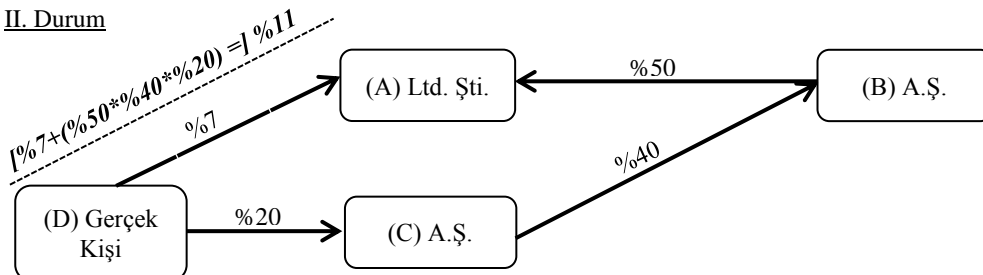 II. Durum
[%7+(%50*%40*%20) =] %11
(A) Ltd. Şti.
%50
(B) A.Ş.
%7
%40
(D) Gerçek
Kişi
%20
(C) A.Ş.